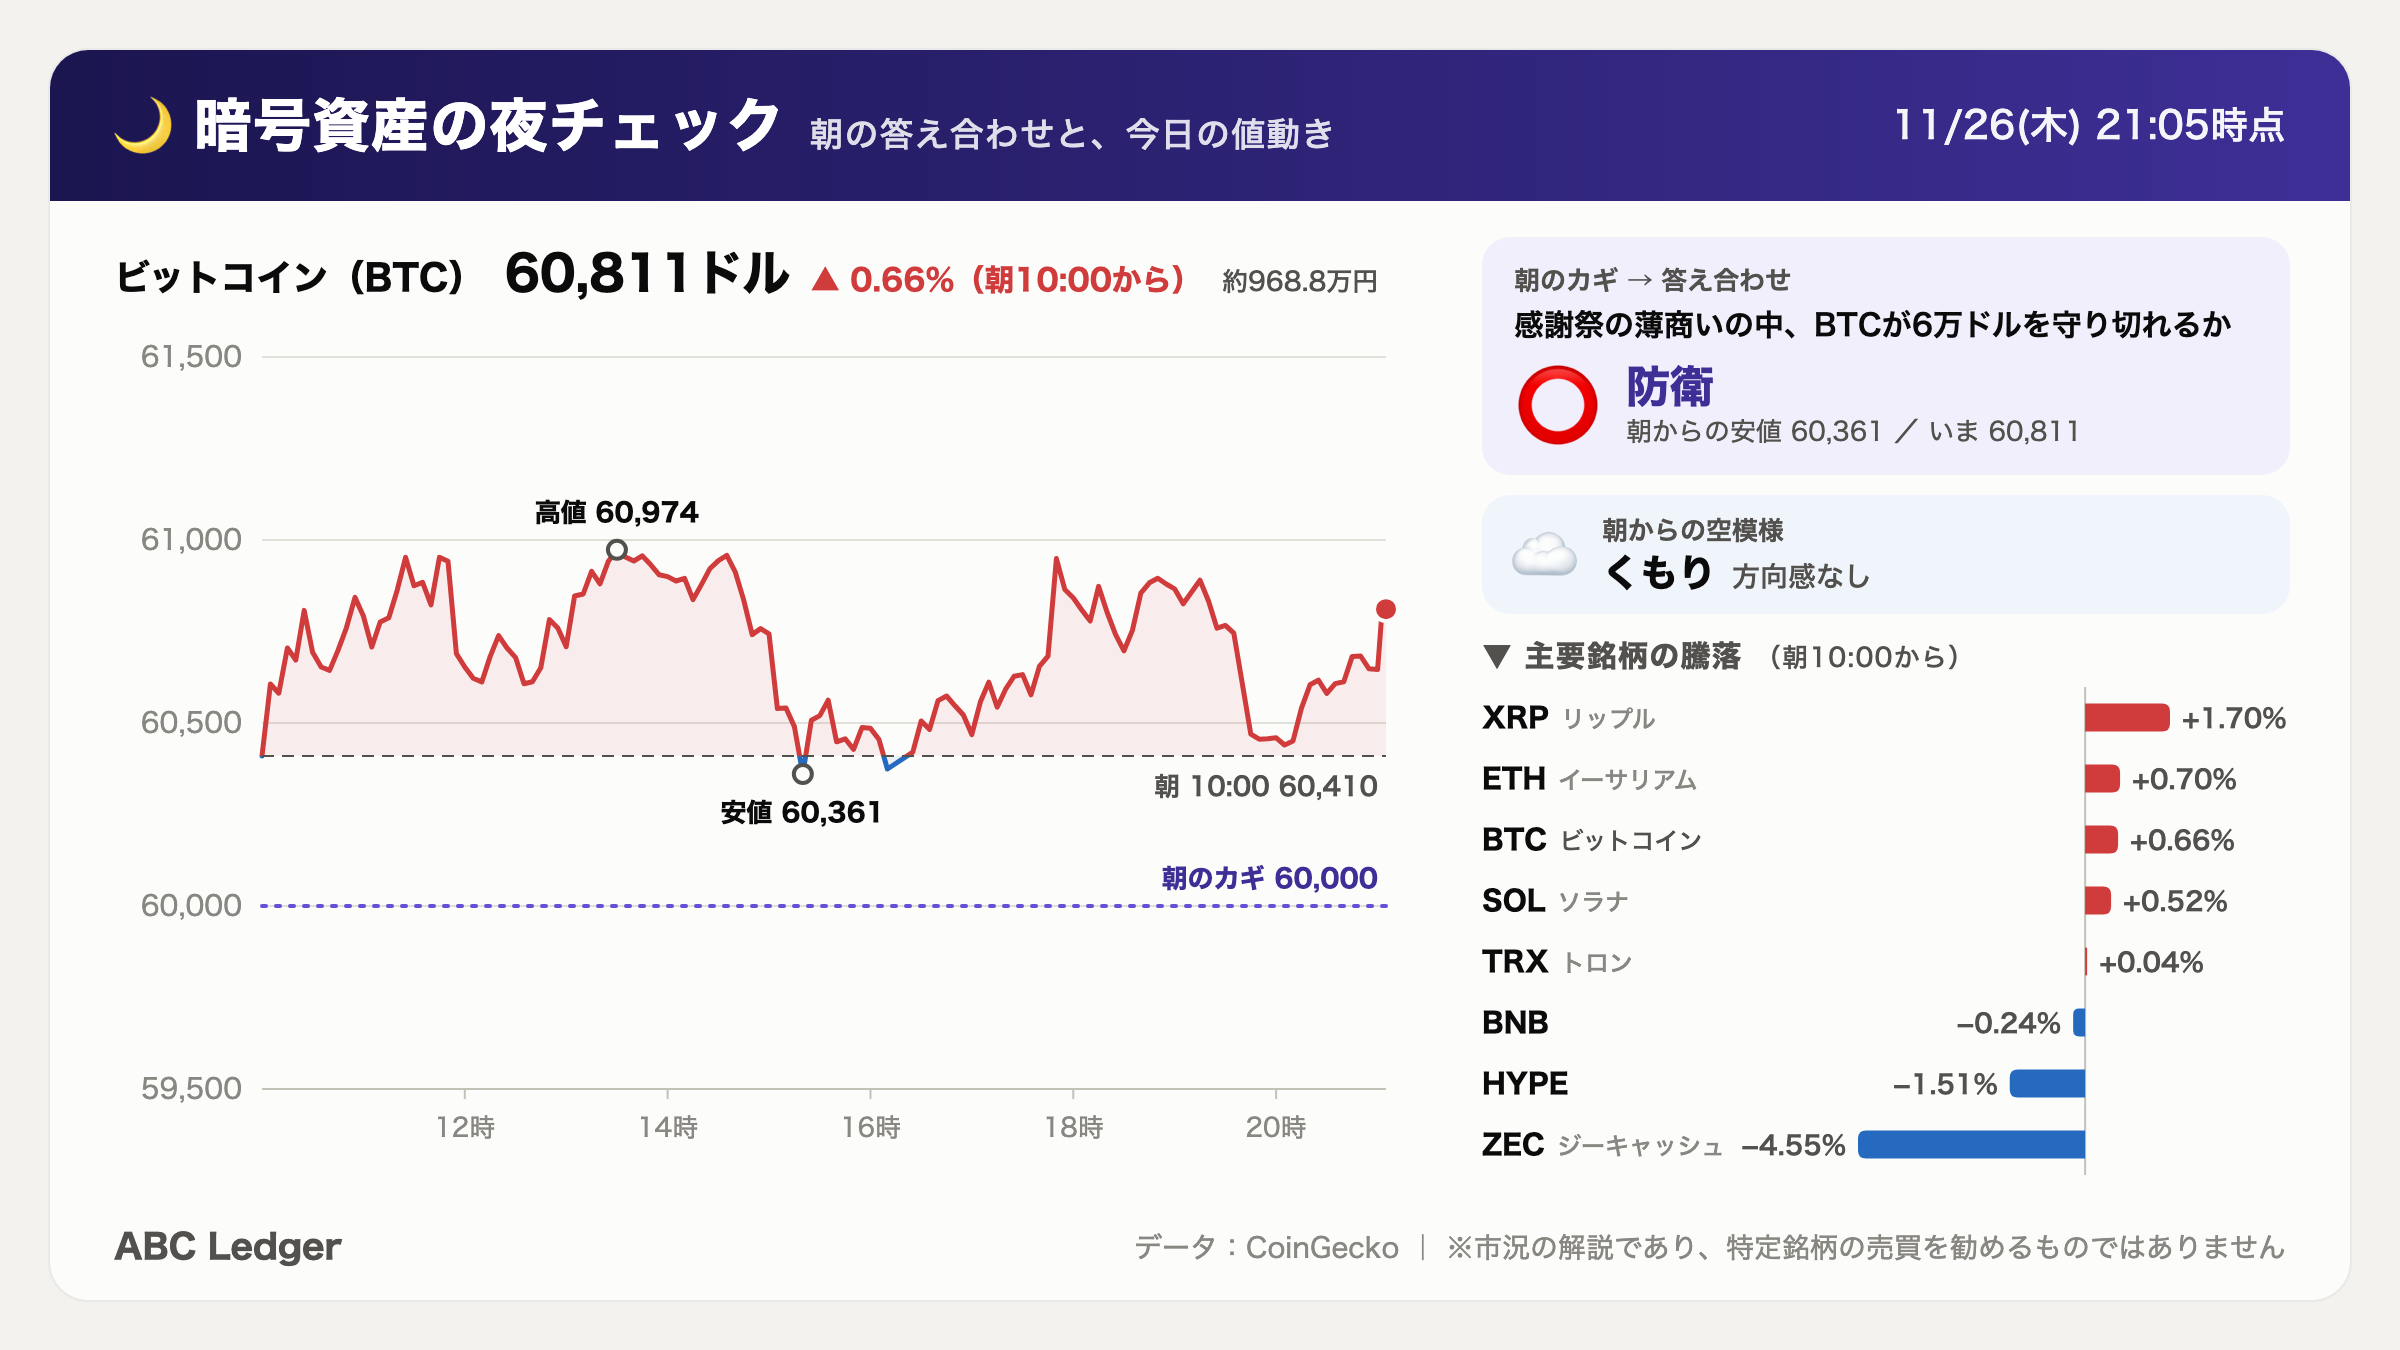 🌙 暗号資産の夜チェック 朝の答え合わせと、今日の値動き 11/26(木) 21:05時点
ビットコイン（BTC） 60,811ドル ▲ 0.66%（朝10:00から） 約968.8万円
61,500
61,000
60,500
60,000
59,500
高値 60,974
安値 60,361
朝 10:00 60,410
朝のカギ 60,000
12時 14時 16時 18時 20時
朝のカギ → 答え合わせ
感謝祭の薄商いの中、BTCが6万ドルを守り切れるか
防衛
朝からの安値 60,361 ／ いま 60,811
朝からの空模様
くもり 方向感なし
▼ 主要銘柄の騰落 （朝10:00から）
XRP リップル +1.70%
ETH イーサリアム +0.70%
BTC ビットコイン +0.66%
SOL ソラナ +0.52%
TRX トロン +0.04%
BNB −0.24%
HYPE −1.51%
ZEC ジーキャッシュ −4.55%
ABC Ledger
データ：CoinGecko ｜ ※市況の解説であり、特定銘柄の売買を勧めるものではありません